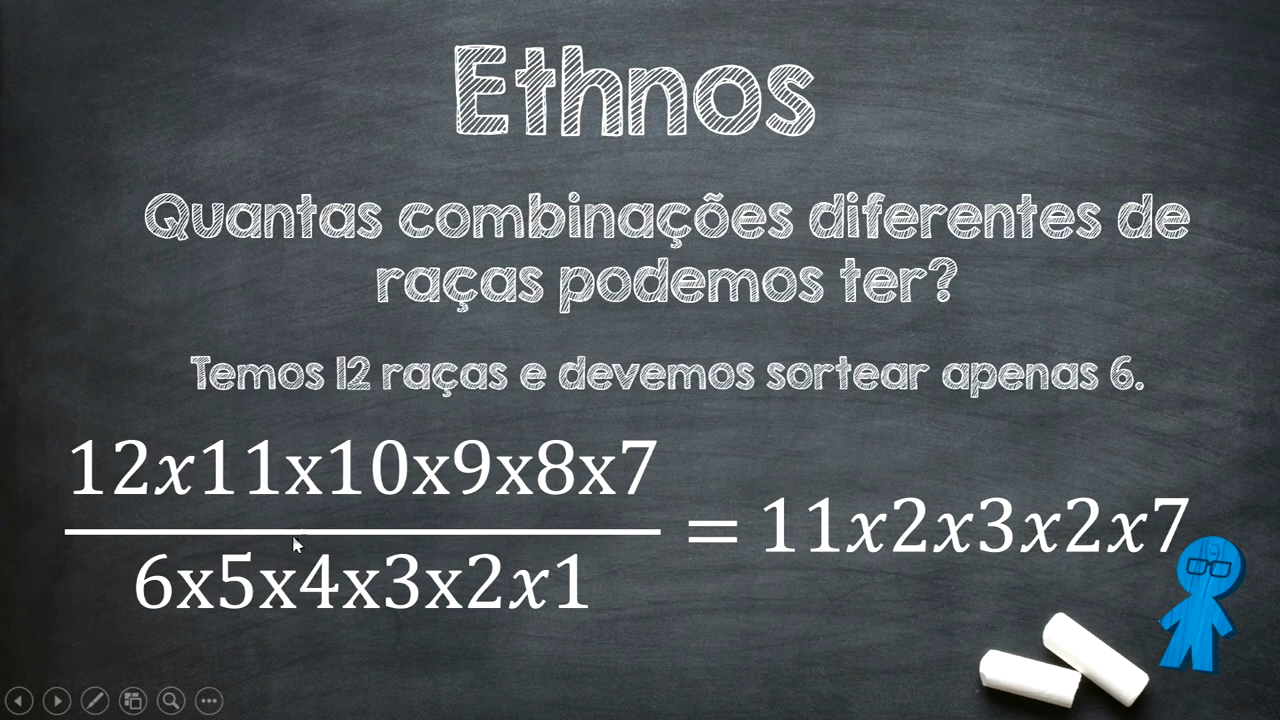 Ethnos
Quantas combinações diferentes de
raças podemos ter?
Temos 12 raças e devemos sortear apenas 6.
12x11x10x9x8x7
= 11x2x3x2x7
6x5x4x3x2x1